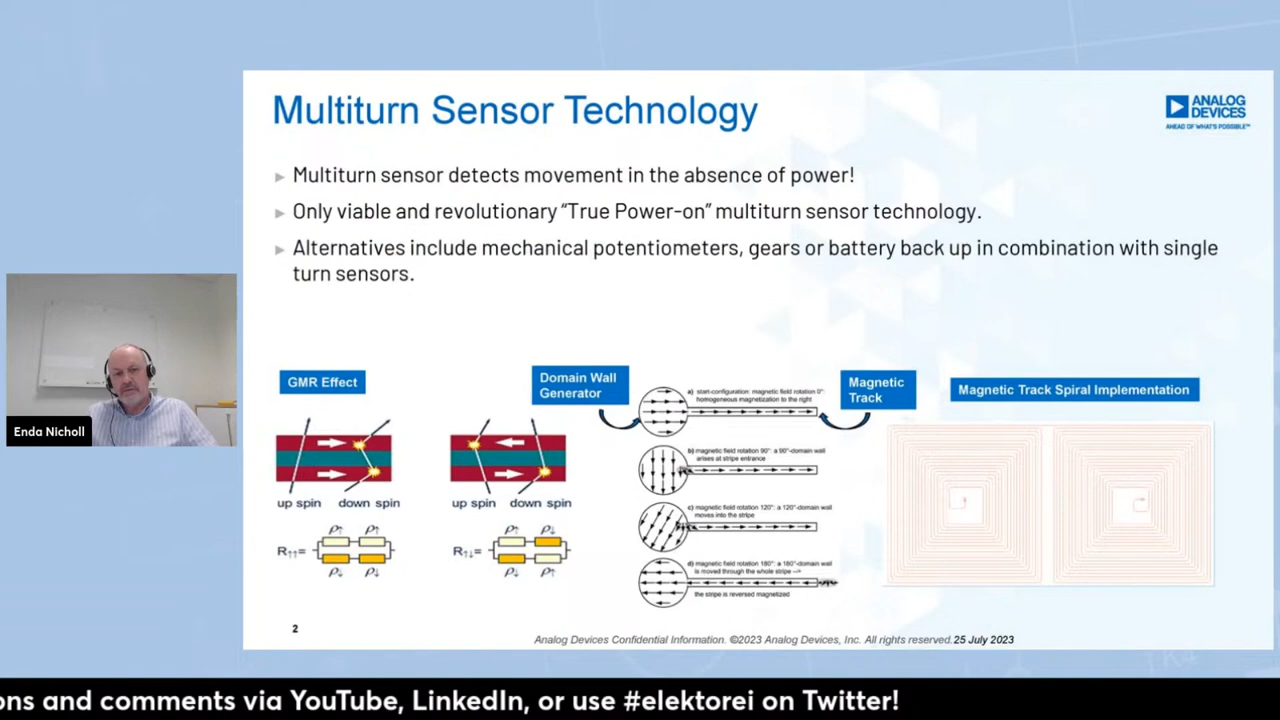 Multiturn Sensor Technology
ANALOG
DEVICES
AHEAD OF WHAT'S POSSIBLE™
Multiturn sensor detects movement in the absence of power!
Only viable and revolutionary “True Power-on” multiturn sensor technology.
Alternatives include mechanical potentiometers, gears or battery back up in combination with single
turn sensors.
GMR Effect
Domain Wall
Generator
Magnetic
Track
Magnetic Track Spiral Implementation
a) start-configuration: magnetic field rotation 0°:
homogeneous magnetization to the right
b) magnetic field rotation 90°: a 90°-domain wall
arises at stripe entrance
c) magnetic field rotation 120°: a 120°-domain wall
moves into the stripe
d) magnetic field rotation 180°: a 180°-domain wall
is moved through the whole stripe -->
the stripe is reversed magnetized
up spin down spin
up spin down spin
ρ↑ ρ↑
R↑↑=
ρ↓ ρ↓
ρ↑ ρ↓
R↑↓=
ρ↓ ρ↑
Enda Nicholl
2
Analog Devices Confidential Information. ©2023 Analog Devices, Inc. All rights reserved. 25 July 2023
ons and comments via YouTube, LinkedIn, or use #elektorei on Twitter!